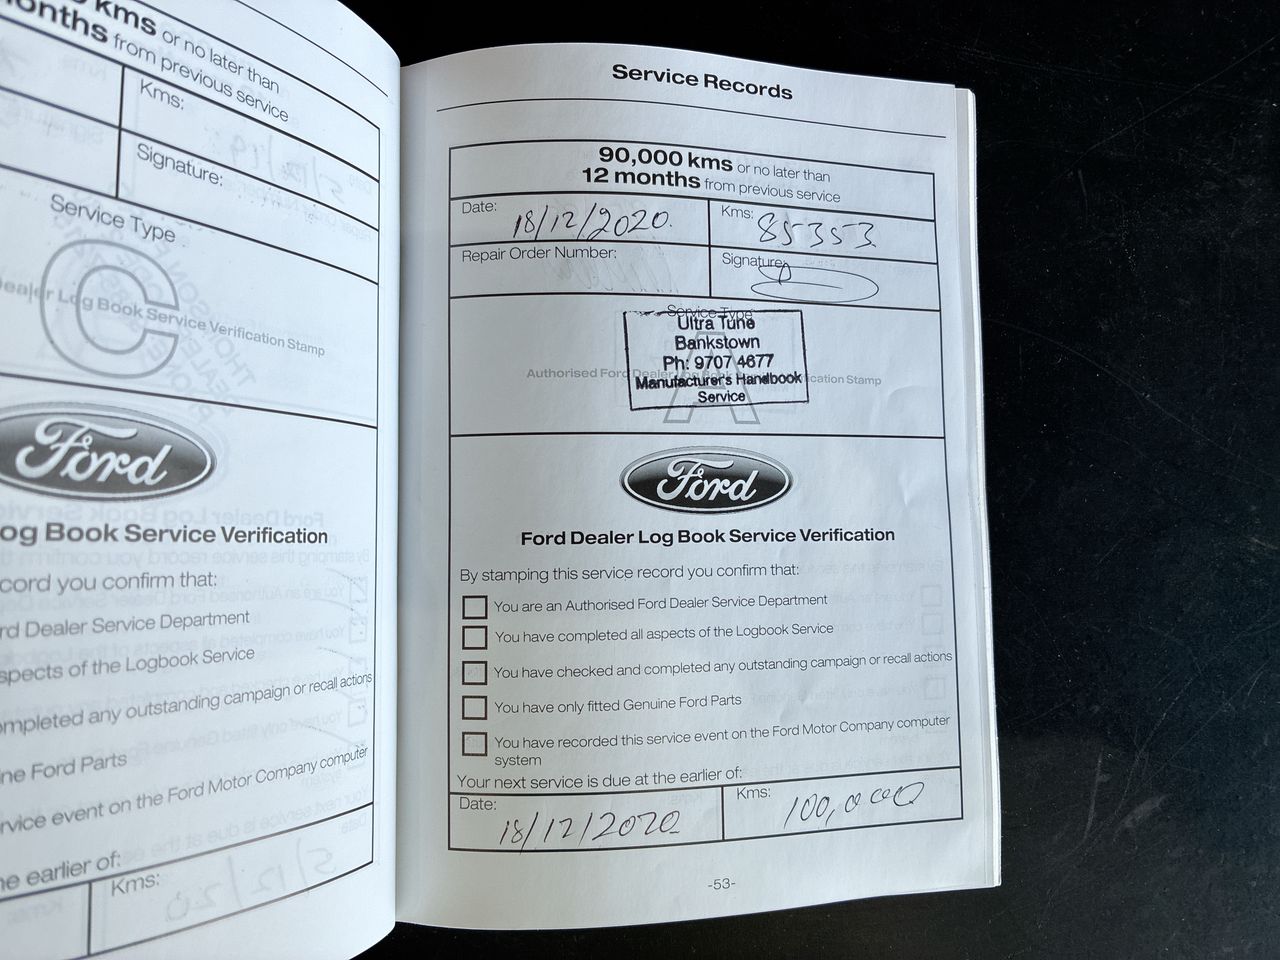 kms or no later than
months from previous service
Kms:
Signature:
Service Type
C
Dealer Log Book Service Verification Stamp
Ford
Log Book Service Verification
record you confirm that:
Ford Dealer Service Department
aspects of the Logbook Service
completed any outstanding campaign or recall actions
ine Ford Parts
service event on the Ford Motor Company computer
he earlier of:
Kms:
Service Records
90,000 kms or no later than
12 months from previous service
Date: 18/12/2020.
Kms: 85353
Repair Order Number:
Signature:
Service Type
A
Ultra Tune
Bankstown
Ph: 9707 4677
Manufacturer's Handbook
Service
Authorised Ford Dealer Log Book Service Verification Stamp
Ford
Ford Dealer Log Book Service Verification
By stamping this service record you confirm that:
You are an Authorised Ford Dealer Service Department
You have completed all aspects of the Logbook Service
You have checked and completed any outstanding campaign or recall actions
You have only fitted Genuine Ford Parts
You have recorded this service event on the Ford Motor Company computer
system
Your next service is due at the earlier of:
Date: 18/12/2020
Kms: 100,000
-53-